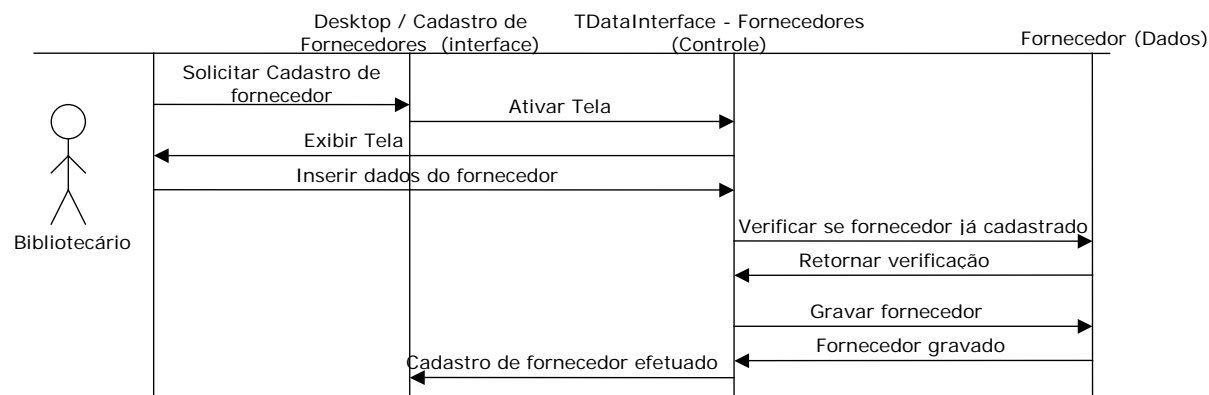 Desktop / Cadastro de
Fornecedores (interface)
TDataInterface - Fornecedores
(Controle)
Fornecedor (Dados)
Solicitar Cadastro de
fornecedor
Ativar Tela
Exibir Tela
Inserir dados do fornecedor
Bibliotecário
Verificar se fornecedor já cadastrado
Retornar verificação
Gravar fornecedor
Fornecedor gravado
Cadastro de fornecedor efetuado